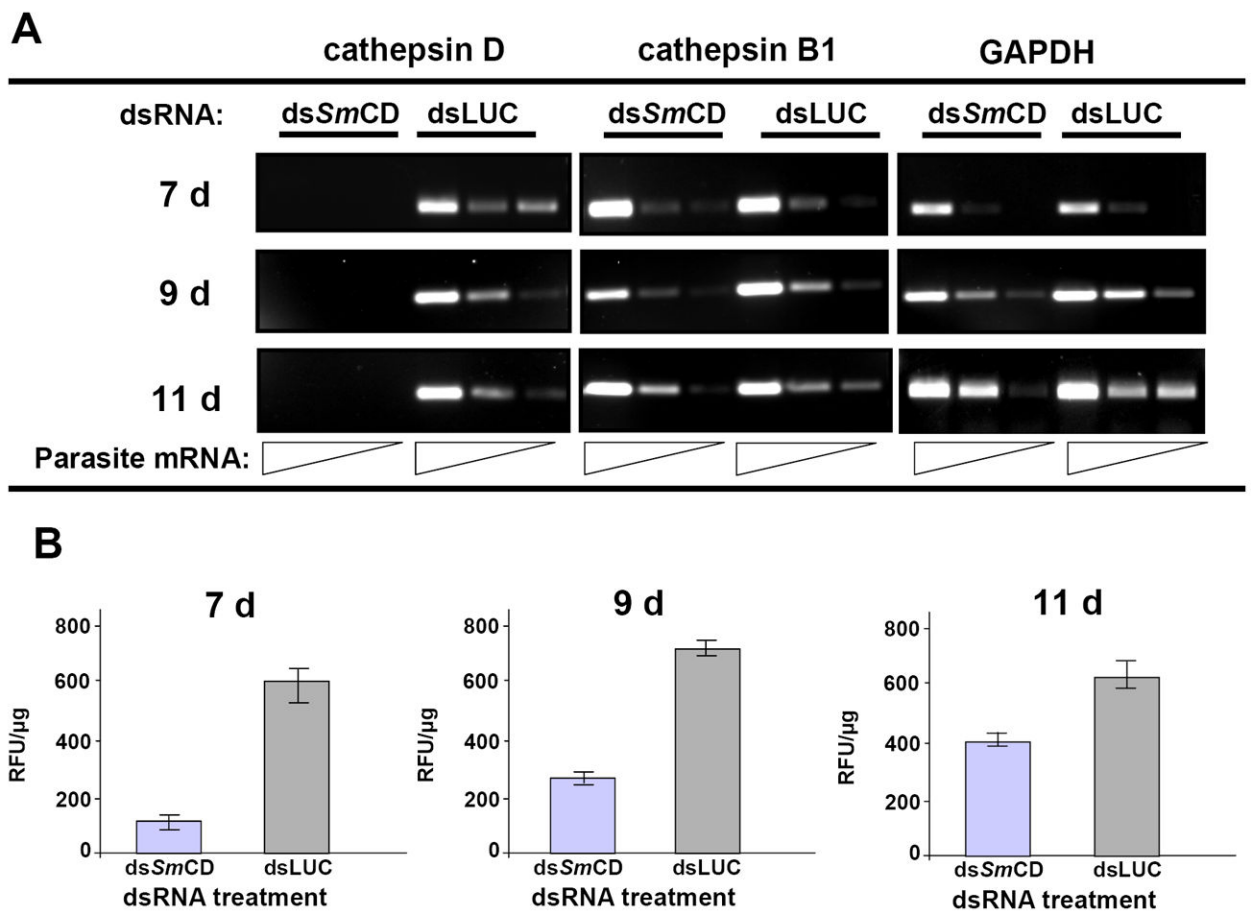 A
cathepsin D cathepsin B1 GAPDH
dsRNA: dsSmCD dsLUC dsSmCD dsLUC dsSmCD dsLUC
7 d
9 d
11 d
Parasite mRNA:
B
7 d 9 d 11 d
800 800 800
600 600 600
400 400 400
200 200 200
0 0 0
RFU/µg RFU/µg RFU/µg
dsSmCD dsLUC dsSmCD dsLUC dsSmCD dsLUC
dsRNA treatment dsRNA treatment dsRNA treatment